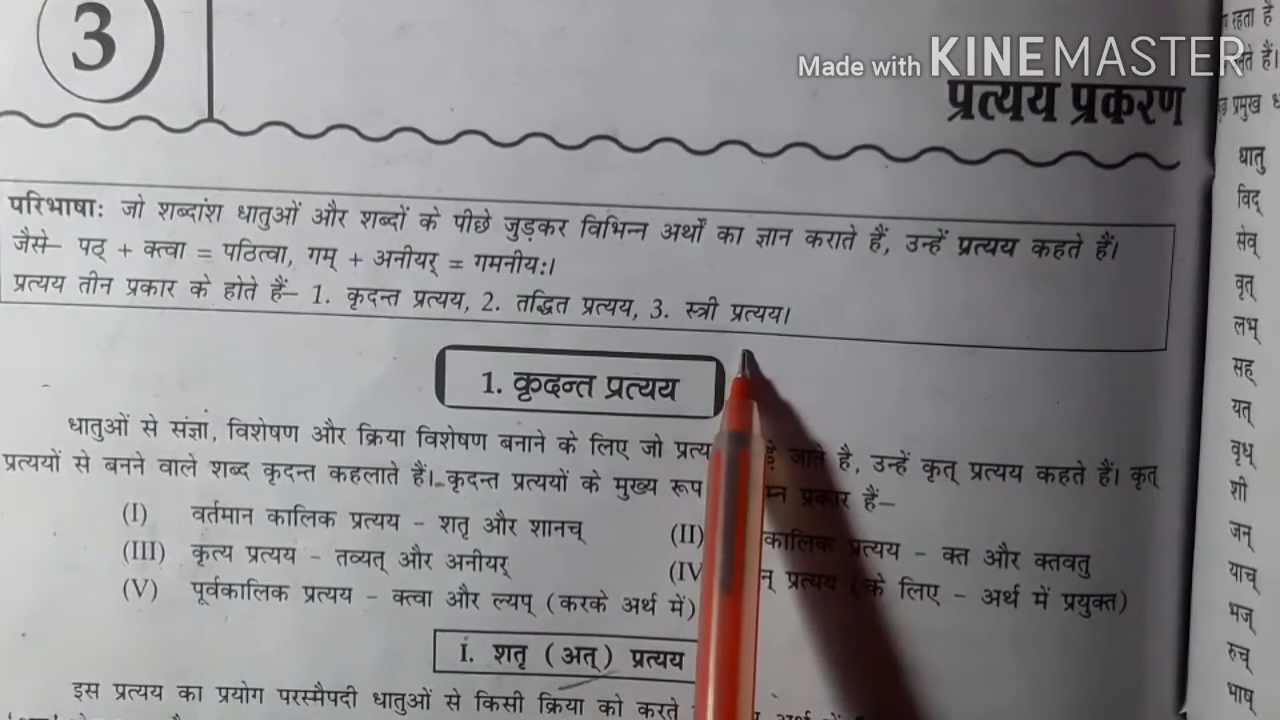 3
Made with KINEMASTER
प्रत्यय प्रकरण
परिभाषाः जो शब्दांश धातुओं और शब्दों के पीछे जुड़कर विभिन्न अर्थों का ज्ञान कराते हैं, उन्हें प्रत्यय कहते हैं।
जैसे– पठ् + क्त्वा = पठित्वा, गम् + अनीयर् = गमनीयः।
प्रत्यय तीन प्रकार के होते हैं– 1. कृदन्त प्रत्यय, 2. तद्धित प्रत्यय, 3. स्त्री प्रत्यय।
1. कृदन्त प्रत्यय
धातुओं से संज्ञा, विशेषण और क्रिया विशेषण बनाने के लिए जो जाते है, उन्हें कृत् प्रत्यय कहते हैं। कृत्
प्रत्ययों से बनने वाले शब्द कृदन्त कहलाते हैं। कृदन्त प्रत्ययों के मुख्य रूप प्रकार हैं–
(I) वर्तमान कालिक प्रत्यय - शतृ और शानच्
(II) कालिक प्रत्यय - क्त और क्तवतु
(III) कृत्य प्रत्यय - तव्यत् और अनीयर्
(IV प्रत्यय (के लिए - अर्थ में प्रयुक्त)
(V) पूर्वकालिक प्रत्यय - क्त्वा और ल्यप् (करके अर्थ में)
I. शतृ (अत्) प्रत्यय
इस प्रत्यय का प्रयोग परस्मैपदी धातुओं से किसी क्रिया को करते
रहता है
हैं।
प्रमुख
धातु
विद्
सेव्
वृत्
लभ्
सह्
यत्
वृध्
शी
जन्
याच्
भज्
रुच्
भाष्